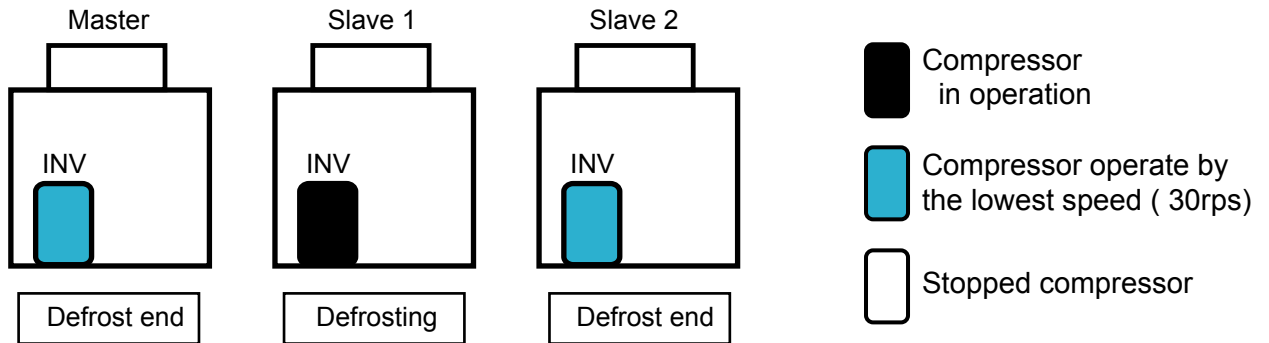 Master
Slave 1
Slave 2
INV
INV
INV
Defrost end
Defrosting
Defrost end
Compressor
in operation
Compressor operate by
the lowest speed ( 30rps)
Stopped compressor